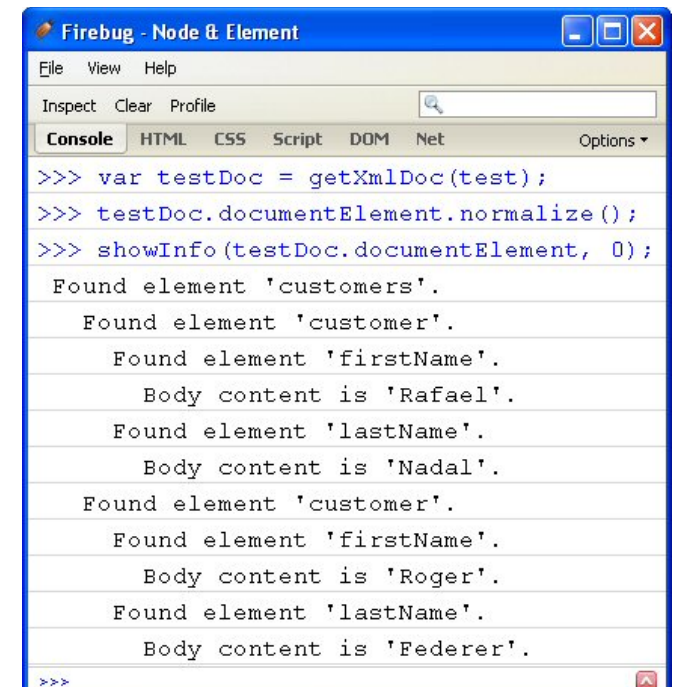 Firebug - Node & Element
File View Help
Inspect Clear Profile
Console HTML CSS Script DOM Net Options
>>> var testDoc = getXmlDoc(test);
>>> testDoc.documentElement.normalize();
>>> showInfo(testDoc.documentElement, 0);
Found element 'customers'.
Found element 'customer'.
Found element 'firstName'.
Body content is 'Rafael'.
Found element 'lastName'.
Body content is 'Nadal'.
Found element 'customer'.
Found element 'firstName'.
Body content is 'Roger'.
Found element 'lastName'.
Body content is 'Federer'.
>>>